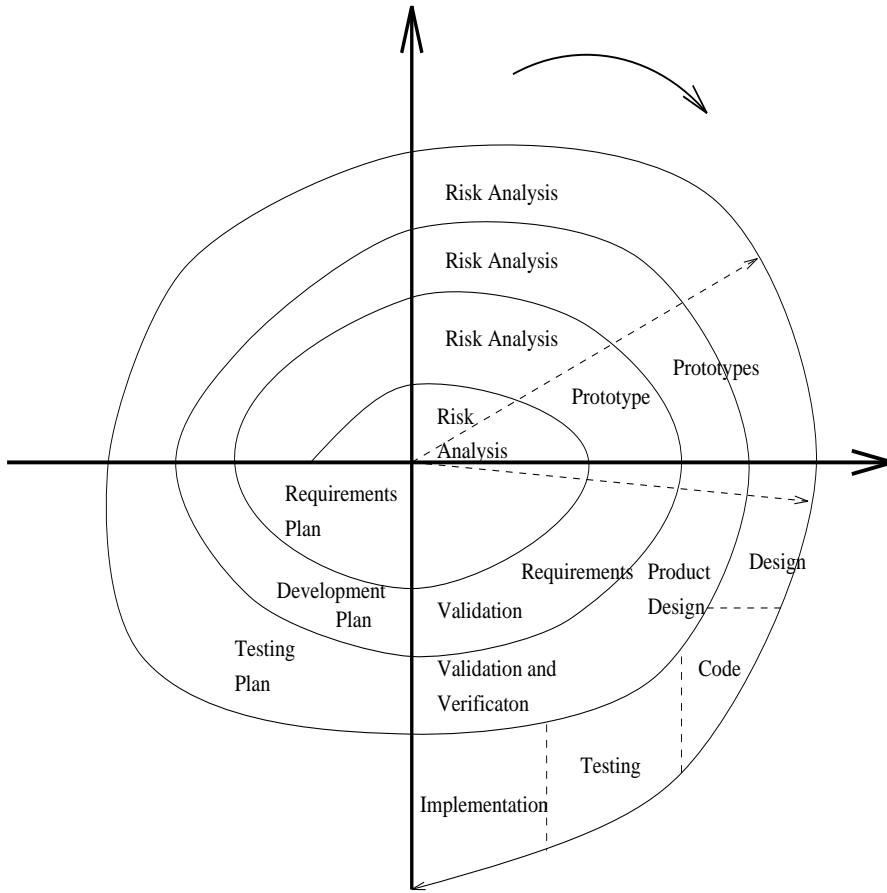 Risk Analysis
Risk Analysis
Risk Analysis
Prototypes
Prototype
Risk
Analysis
Requirements
Plan
Requirements
Product
Design
Design
Development
Plan
Validation
Testing
Plan
Validation and
Verificaton
Code
Testing
Implementation